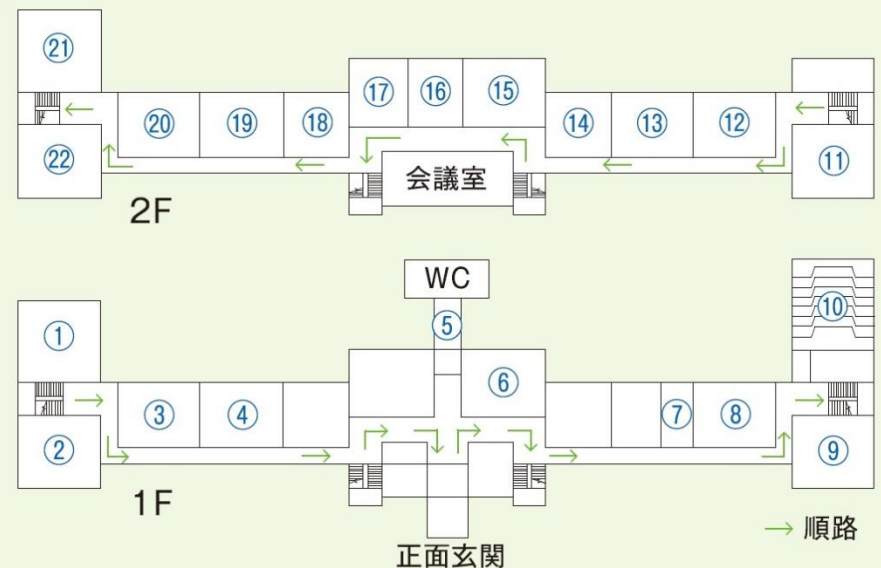 ㉑
⑰ ⑯ ⑮
⑳ ⑲ ⑱ ⑭ ⑬ ⑫
㉒ 会議室 ⑪
2F
WC
① ⑤ ⑩
⑥
③ ④ ⑦ ⑧
② ⑨
1F
→ 順路
正面玄関